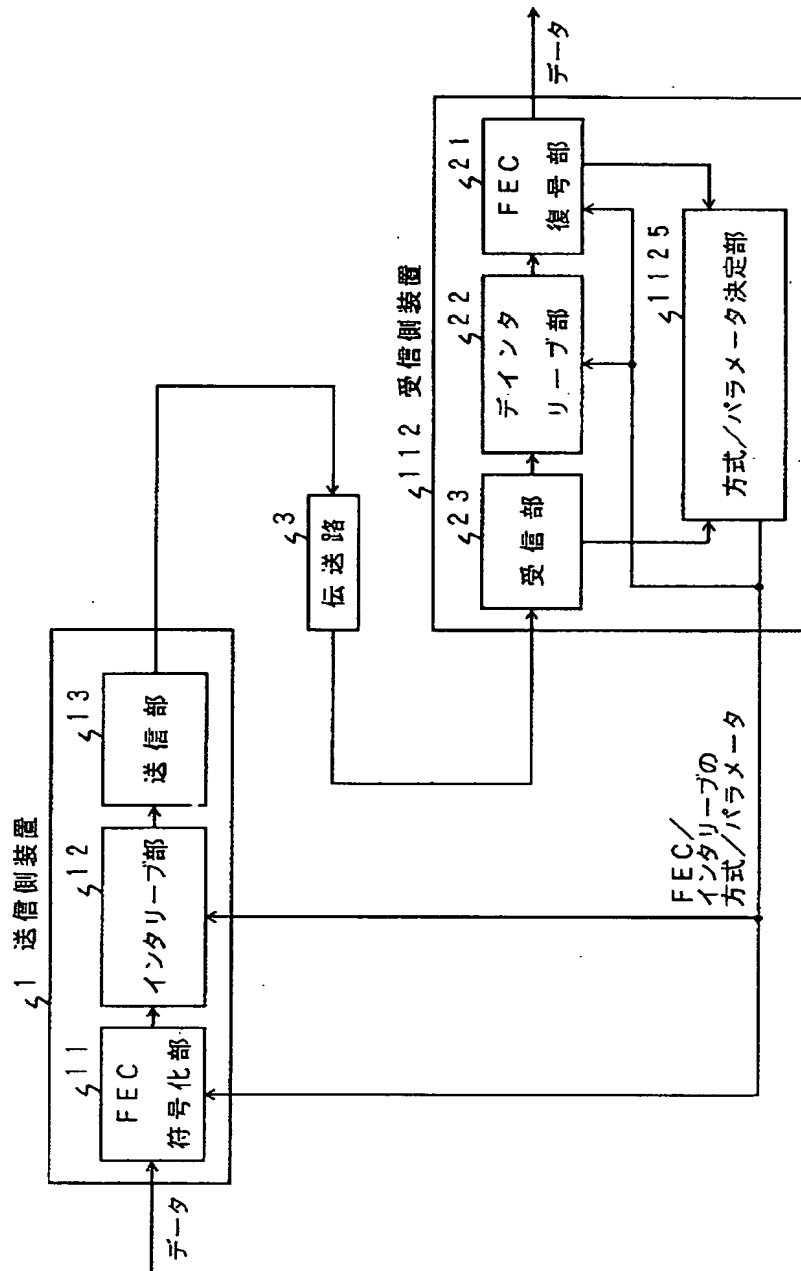 1 送信側装置
11
FEC
符号化部
12
インタリーブ部
13
送信部
データ
3
伝送路
112 受信側装置
23
受信部
22
デインタ
リーブ部
21
FEC
復号部
データ
1125
方式/パラメータ決定部
FEC/
インタリーブの
方式/パラメータ